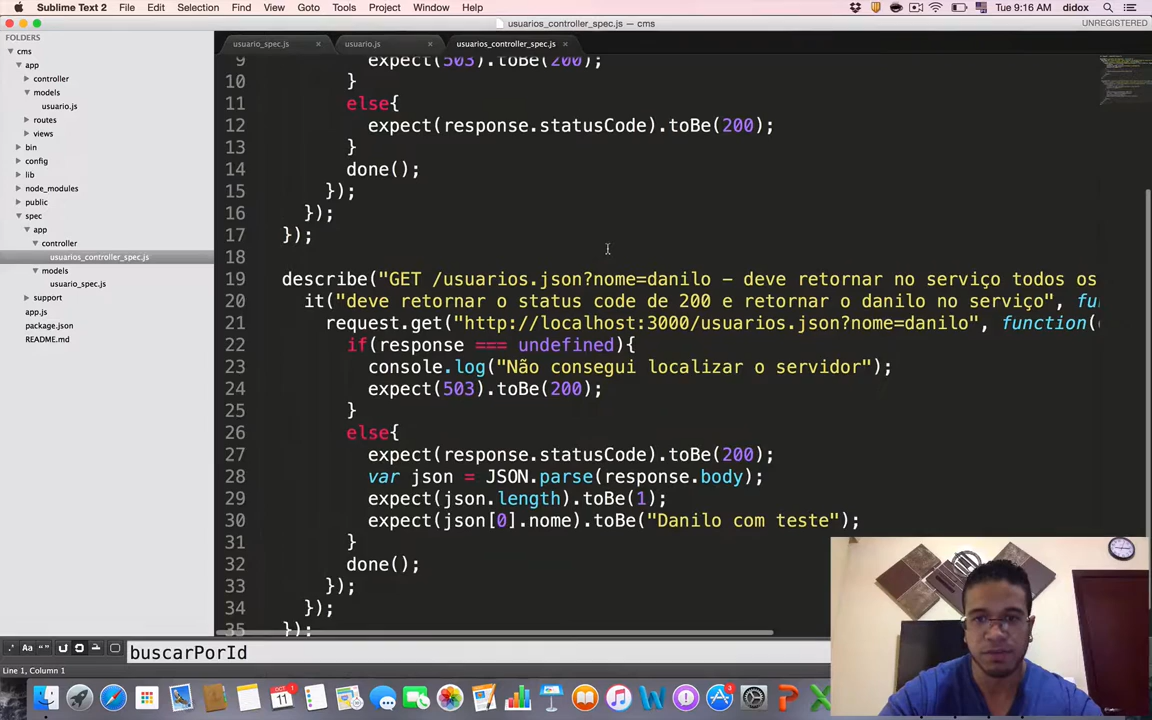 Sublime Text 2 File Edit Selection Find View Goto Tools Project Window Help Tue 9:16 AM didox
usuarios_controller_spec.js — cms UNREGISTERED
FOLDERS
cms
app
controller
models
usuario.js
routes
views
bin
config
lib
node_modules
public
spec
app
controller
usuarios_controller_spec.js
models
usuario_spec.js
support
app.js
package.json
README.md
usuario_spec.js × usuario.js × usuarios_controller_spec.js ×
9 expect(503).toBe(200);
10 }
11 else{
12 expect(response.statusCode).toBe(200);
13 }
14 done();
15 });
16 });
17 });
18
19 describe("GET /usuarios.json?nome=danilo – deve retornar no serviço todos os
20 it("deve retornar o status code de 200 e retornar o danilo no serviço", fu
21 request.get("http://localhost:3000/usuarios.json?nome=danilo", function(
22 if(response === undefined){
23 console.log("Não consegui localizar o servidor");
24 expect(503).toBe(200);
25 }
26 else{
27 expect(response.statusCode).toBe(200);
28 var json = JSON.parse(response.body);
29 expect(json.length).toBe(1);
30 expect(json[0].nome).toBe("Danilo com teste");
31 }
32 done();
33 });
34 });
35 });
.* Aa “” buscarPorId
Line 1, Column 1